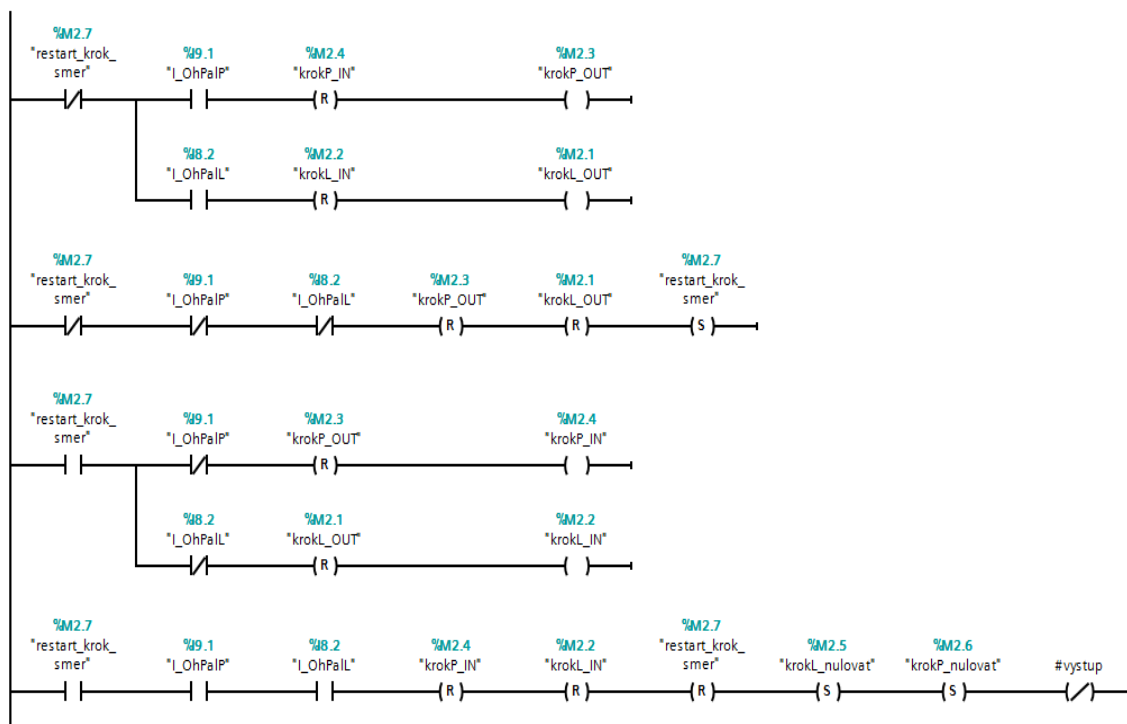 %M2.7
"restart_krok_ %I9.1 %M2.4 %M2.3
smer" "I_OhPalP" "krokP_IN" "krokP_OUT"
R
%I8.2 %M2.2 %M2.1
"I_OhPalL" "krokL_IN" "krokL_OUT"
R
%M2.7 %M2.7
"restart_krok_ %I9.1 %I8.2 %M2.3 %M2.1 "restart_krok_
smer" "I_OhPalP" "I_OhPalL" "krokP_OUT" "krokL_OUT" smer"
R R S
%M2.7
"restart_krok_ %I9.1 %M2.3 %M2.4
smer" "I_OhPalP" "krokP_OUT" "krokP_IN"
R
%I8.2 %M2.1 %M2.2
"I_OhPalL" "krokL_OUT" "krokL_IN"
R
%M2.7 %M2.7
"restart_krok_ %I9.1 %I8.2 %M2.4 %M2.2 "restart_krok_ %M2.5 %M2.6
smer" "I_OhPalP" "I_OhPalL" "krokP_IN" "krokL_IN" smer" "krokL_nulovat" "krokP_nulovat" #vystup
R R R S S